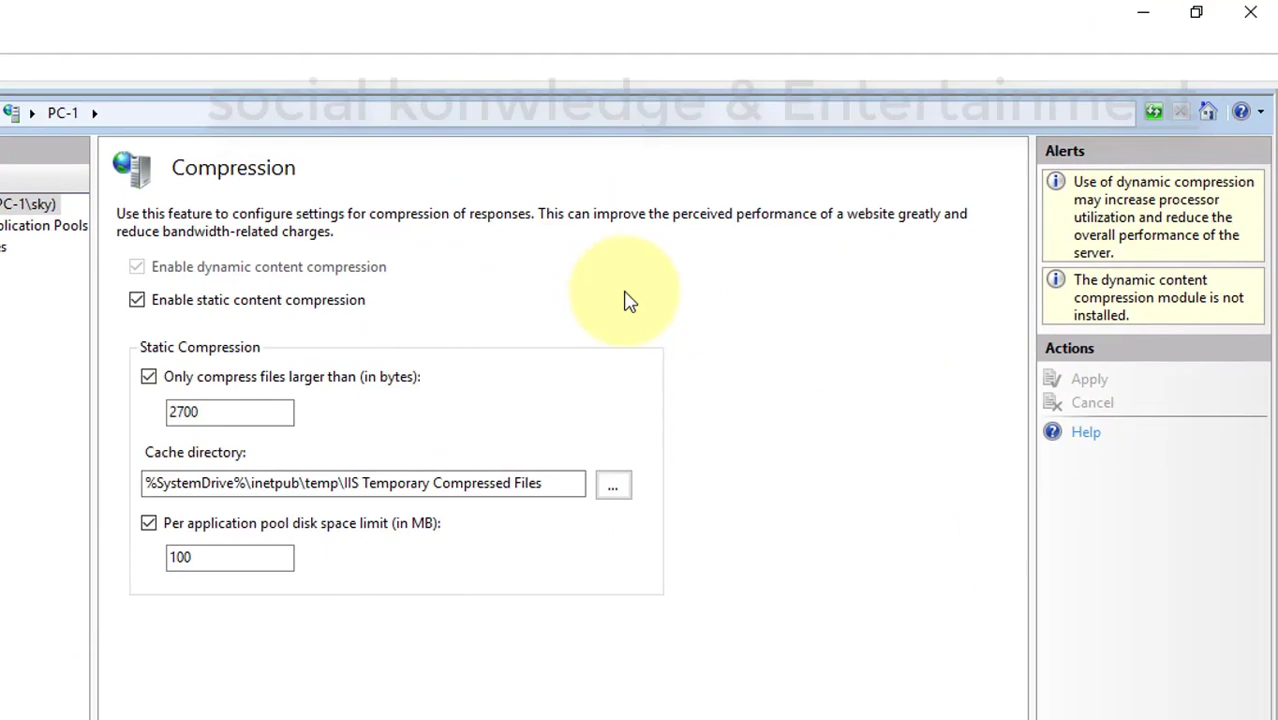 social konwledge & Entertainment
PC-1
Compression
Use this feature to configure settings for compression of responses. This can improve the perceived performance of a website greatly and
reduce bandwidth-related charges.
Enable dynamic content compression
Enable static content compression
Static Compression
Only compress files larger than (in bytes):
2700
Cache directory:
%SystemDrive%\inetpub\temp\IIS Temporary Compressed Files
...
Per application pool disk space limit (in MB):
100
PC-1\sky)
plication Pools
es
Alerts
Use of dynamic compression
may increase processor
utilization and reduce the
overall performance of the
server.
The dynamic content
compression module is not
installed.
Actions
Apply
Cancel
Help